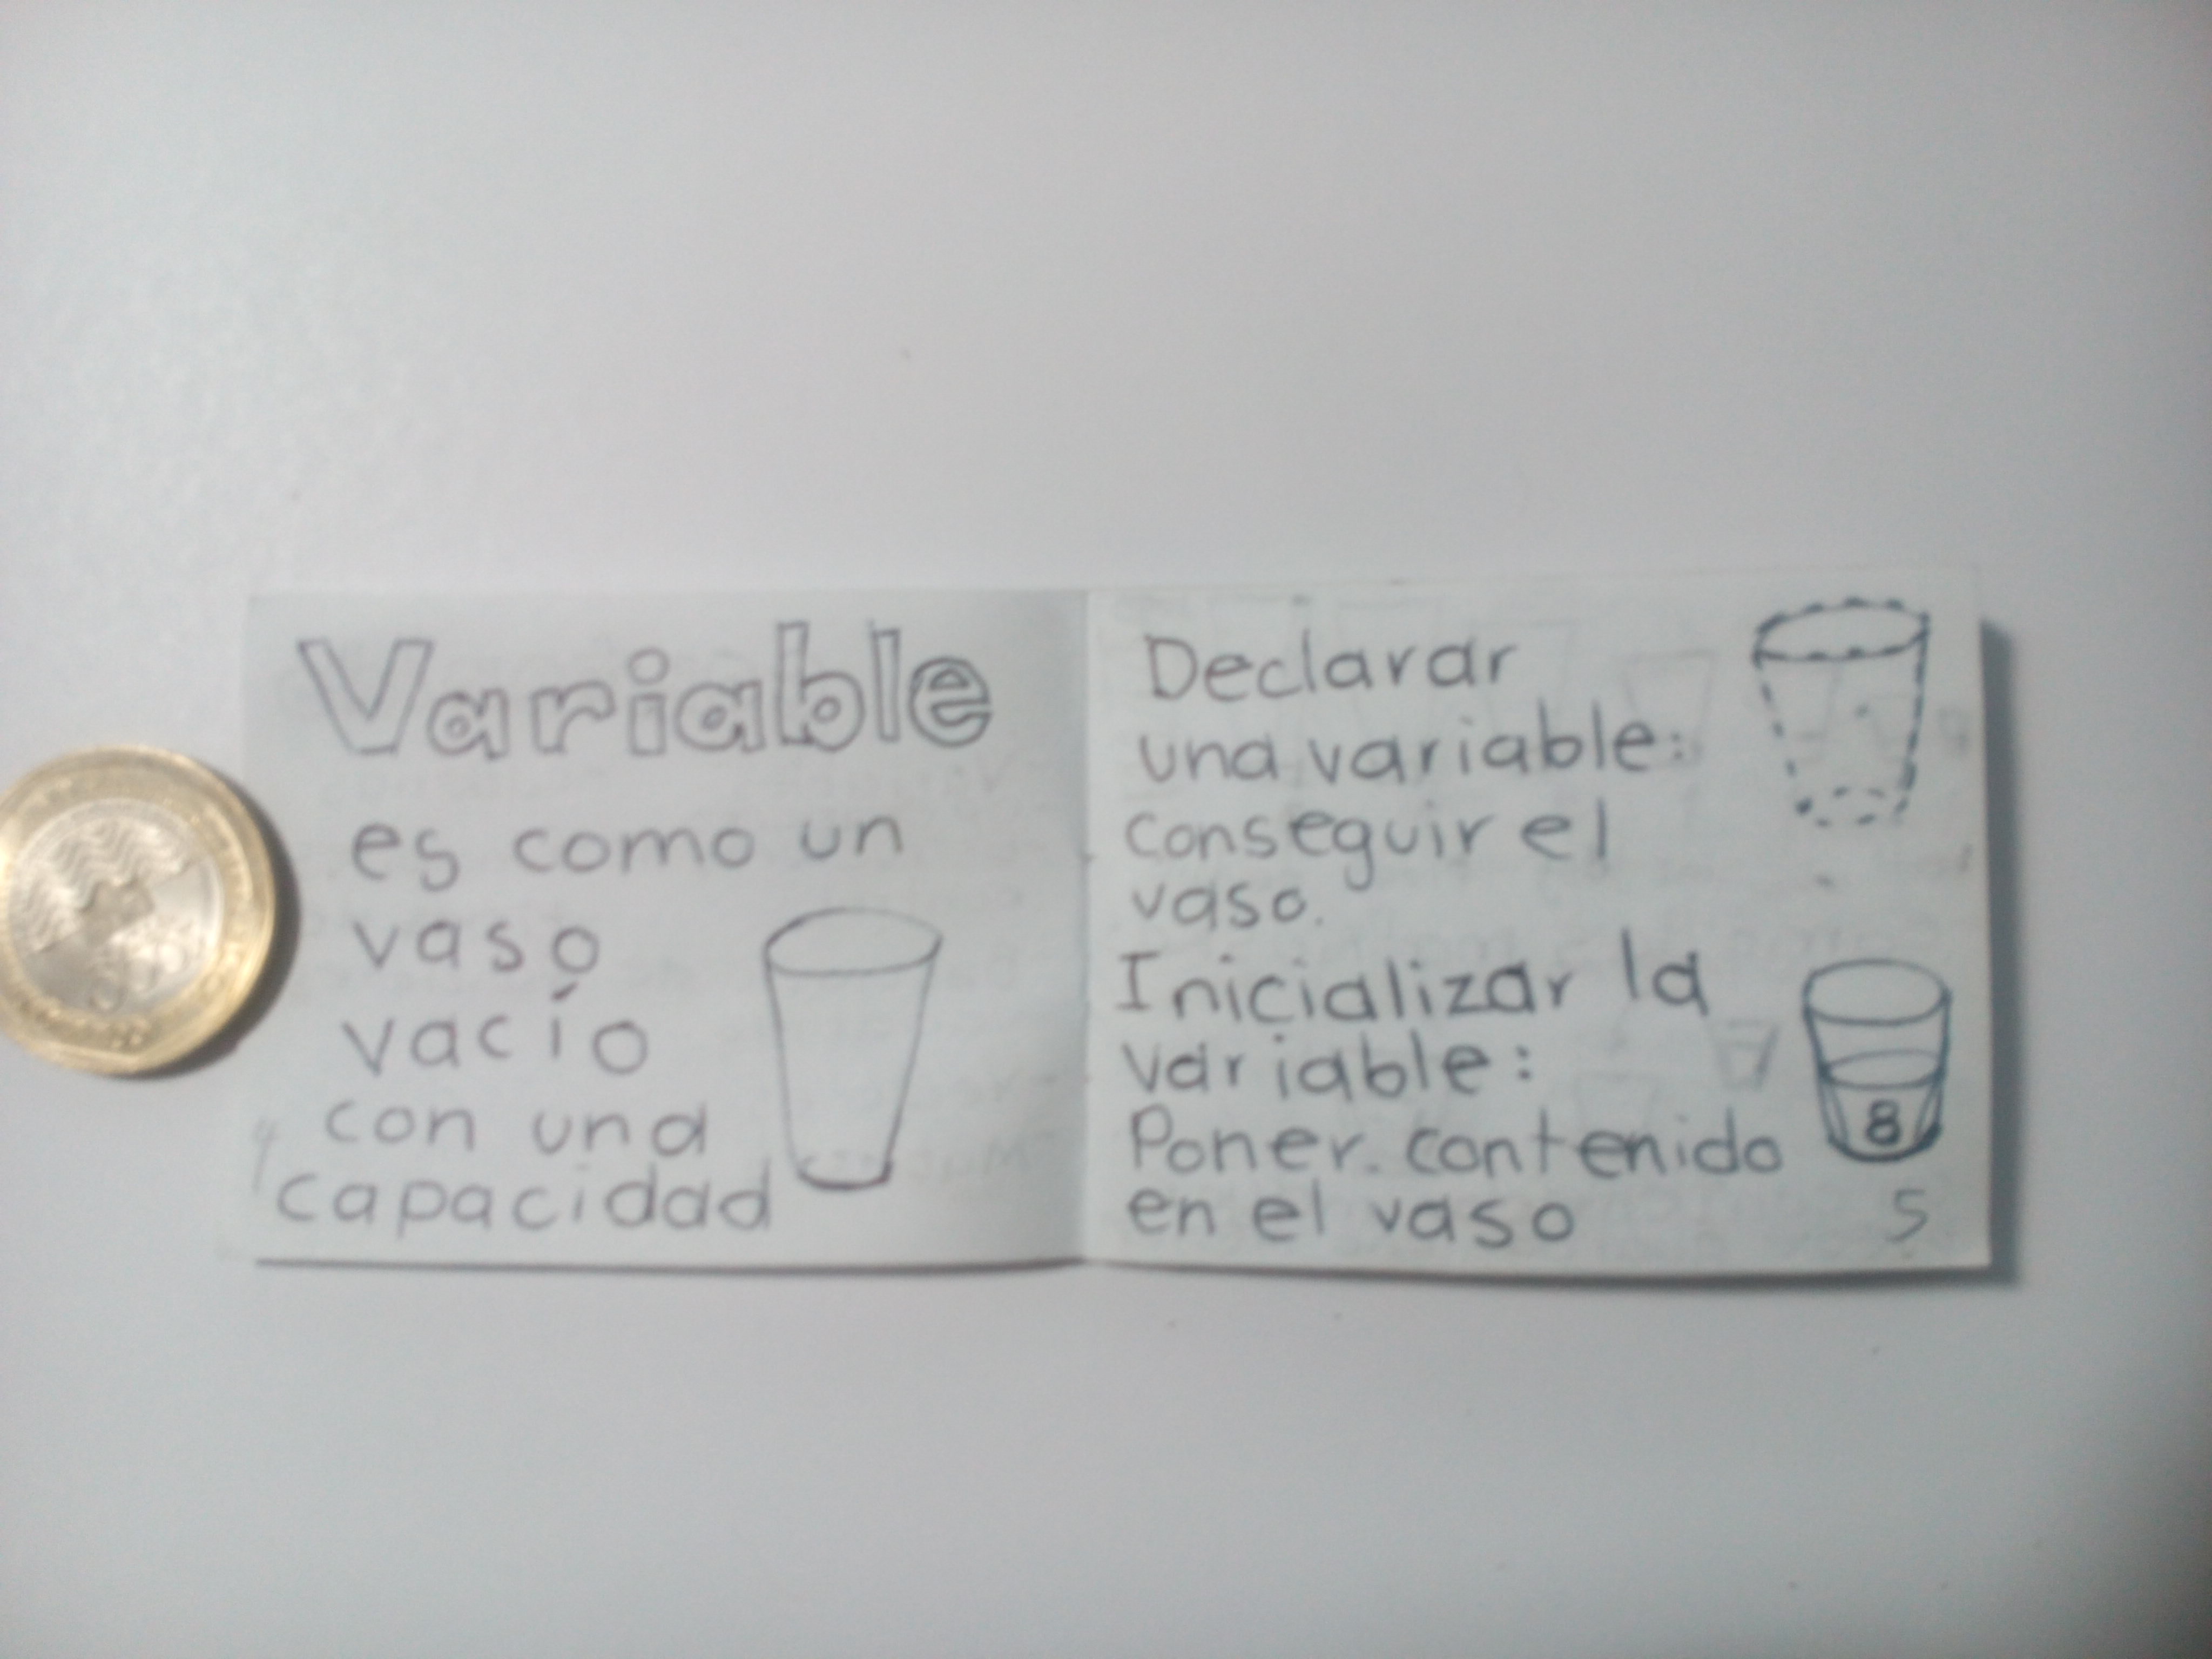 Variable
es como un
vaso
vacío
con una
capacidad
4
Declarar
una variable:
conseguir el
vaso.
Inicializar la
variable:
Poner contenido
en el vaso
8
5